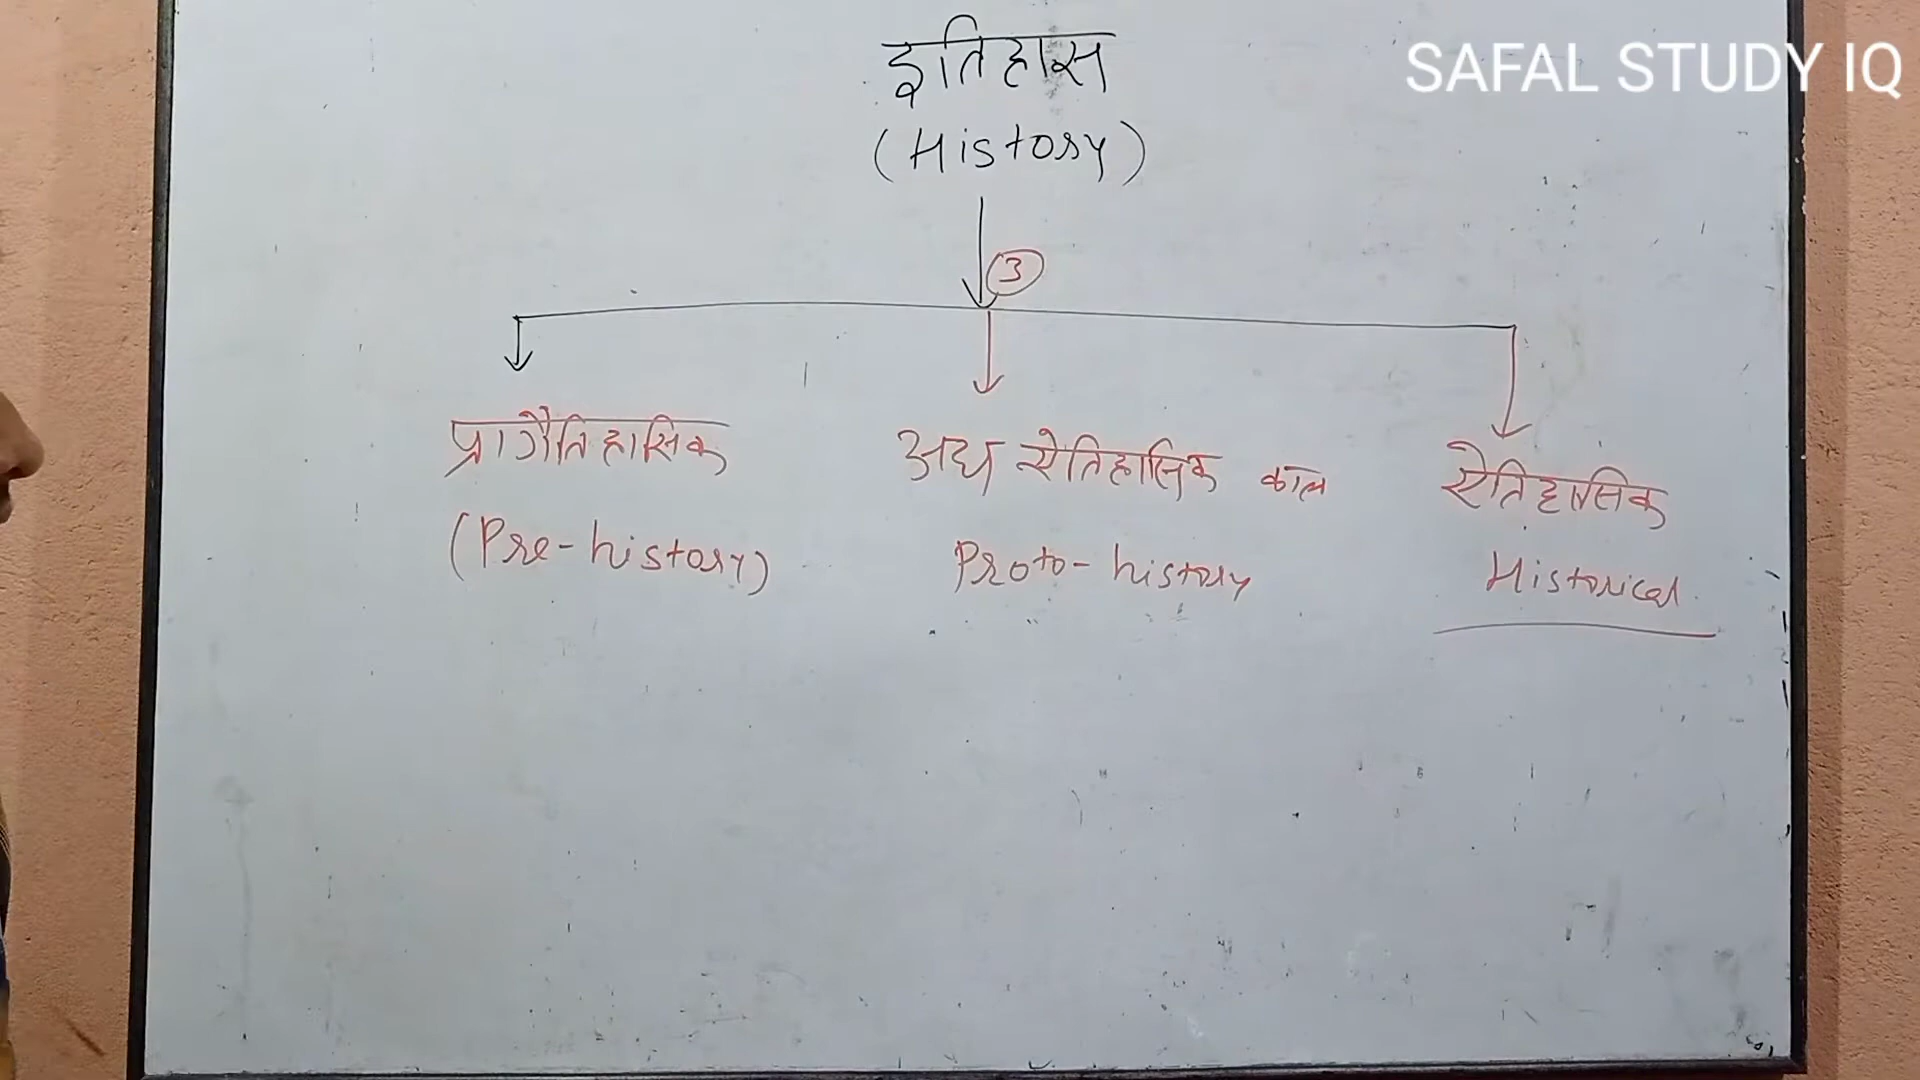 इतिहास
SAFAL STUDY IQ
(History)
3
प्रागैतिहासिक
अद्य ऐतिहासिक काल
ऐतिहासिक
(Pre-history)
Proto-history
Historical